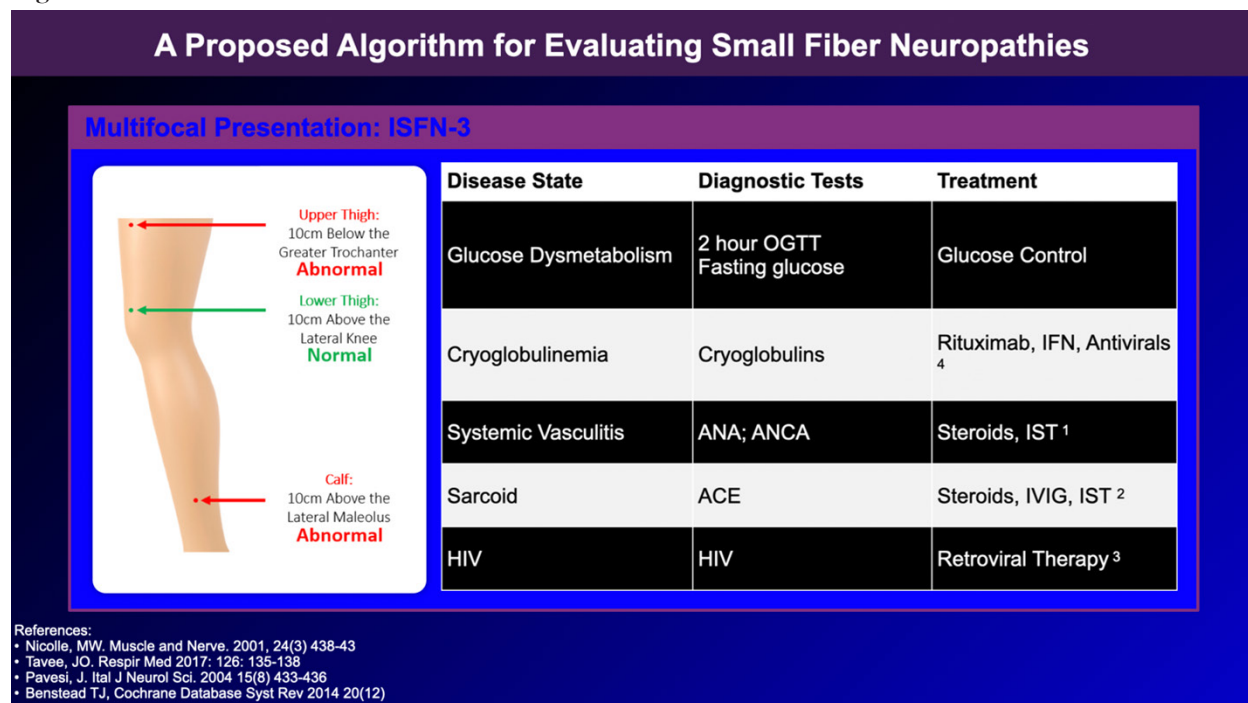 A Proposed Algorithm for Evaluating Small Fiber Neuropathies
Multifocal Presentation: ISFN-3
Upper Thigh:
10cm Below the
Greater Trochanter
Abnormal
Lower Thigh:
10cm Above the
Lateral Knee
Normal
Calf:
10cm Above the
Lateral Maleolus
Abnormal
Disease State Diagnostic Tests Treatment
Glucose Dysmetabolism 2 hour OGTT Glucose Control
Fasting glucose
Cryoglobulinemia Cryoglobulins Rituximab, IFN, Antivirals
4
Systemic Vasculitis ANA; ANCA Steroids, IST 1
Sarcoid ACE Steroids, IVIG, IST 2
HIV HIV Retroviral Therapy 3
References:
• Nicolle, MW. Muscle and Nerve. 2001, 24(3) 438-43
• Tavee, JO. Respir Med 2017: 126: 135-138
• Pavesi, J. Ital J Neurol Sci. 2004 15(8) 433-436
• Benstead TJ, Cochrane Database Syst Rev 2014 20(12)